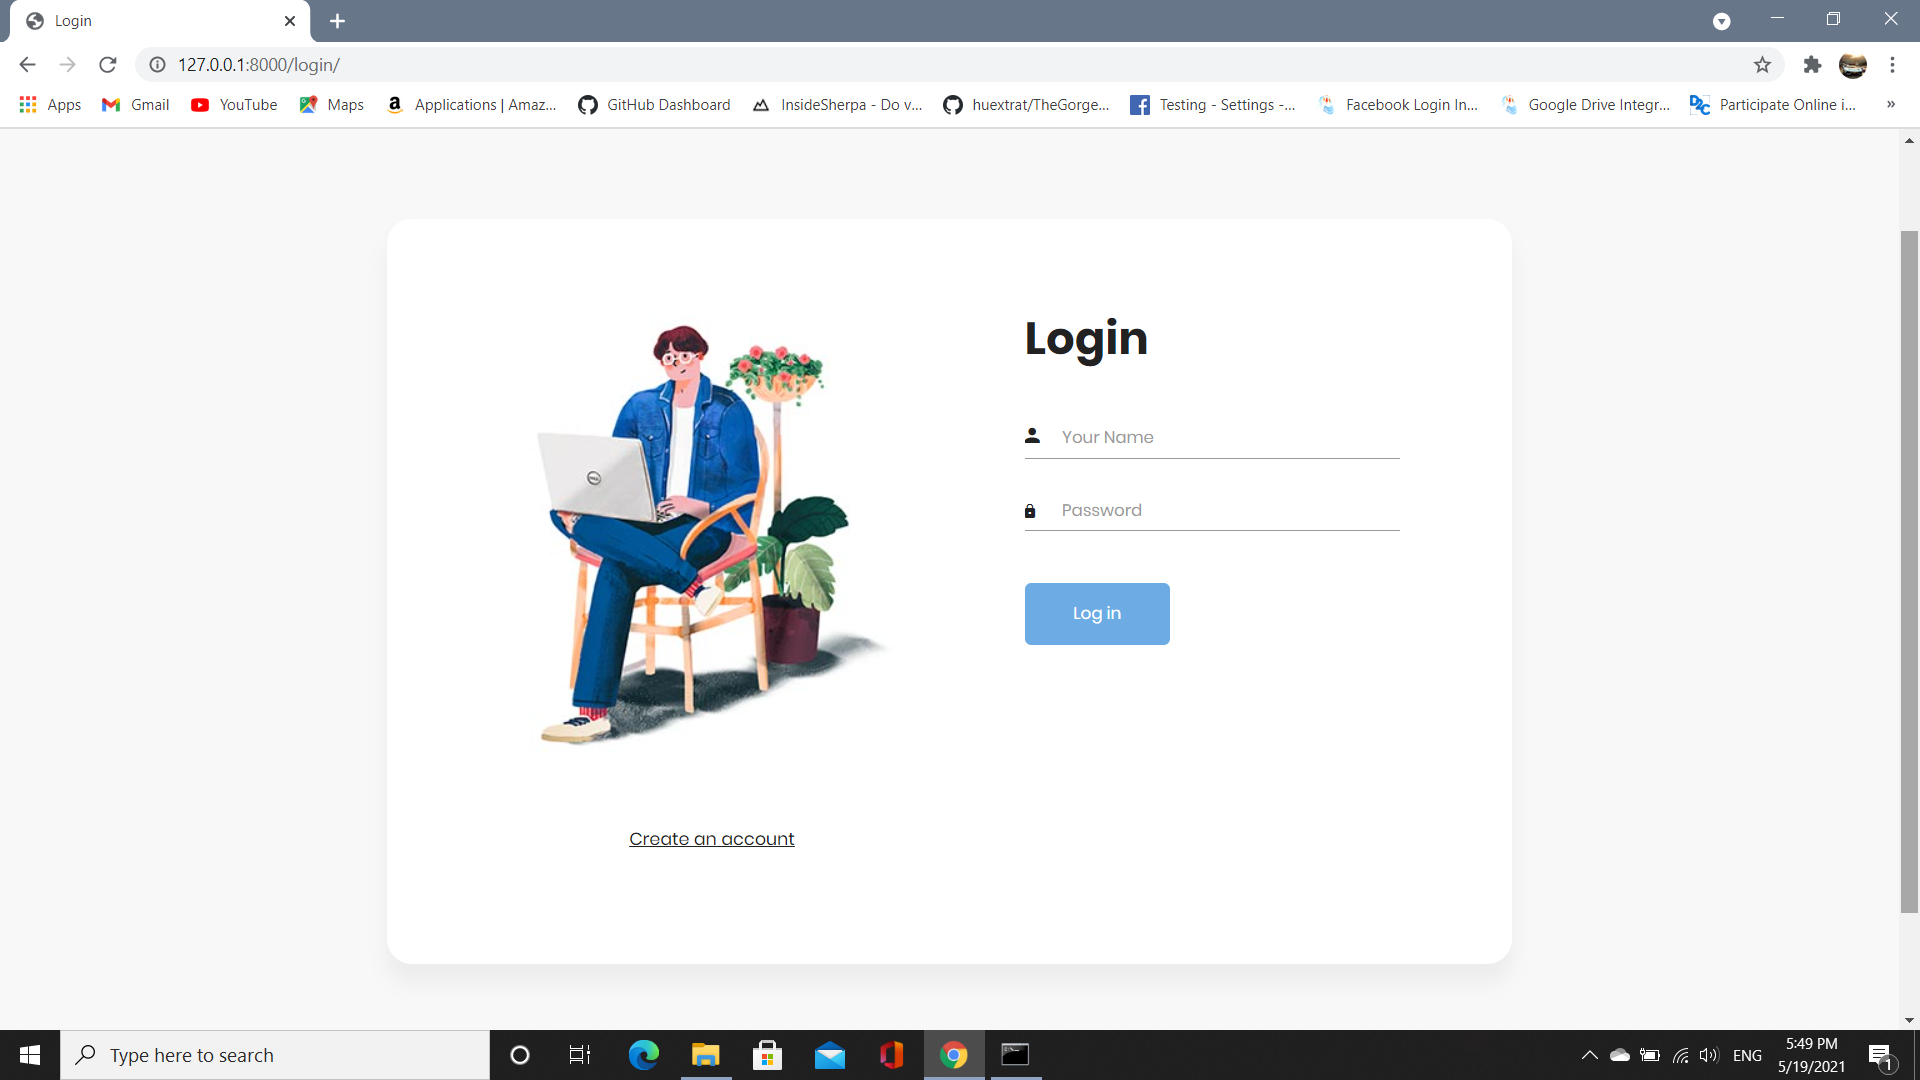 Login
127.0.0.1:8000/login/
Apps Gmail YouTube Maps Applications | Amaz... GitHub Dashboard InsideSherpa - Do v... huextrat/TheGorge... Testing - Settings -... Facebook Login In... Google Drive Integr... Participate Online i... »
Login
Your Name
Password
Log in
Create an account
Type here to search
ENG
5:49 PM
5/19/2021
1